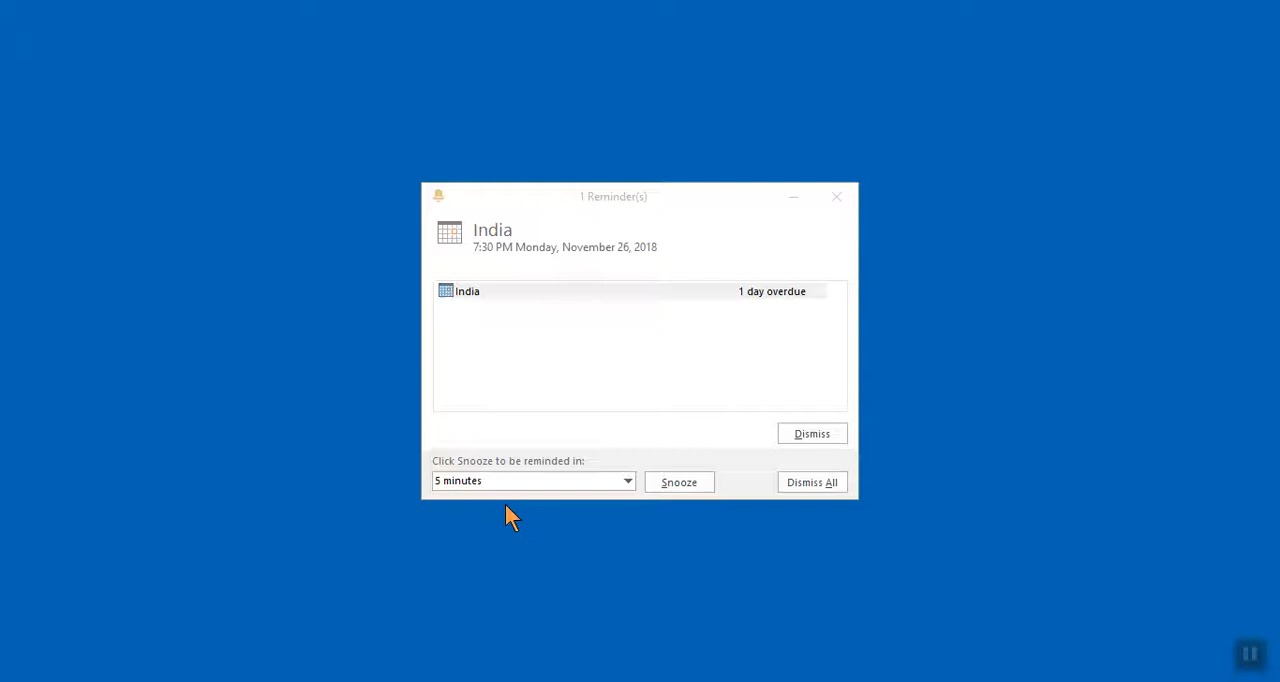 1 Reminder(s)
India
7:30 PM Monday, November 26, 2018
India 1 day overdue
Dismiss
Click Snooze to be reminded in:
5 minutes Snooze Dismiss All